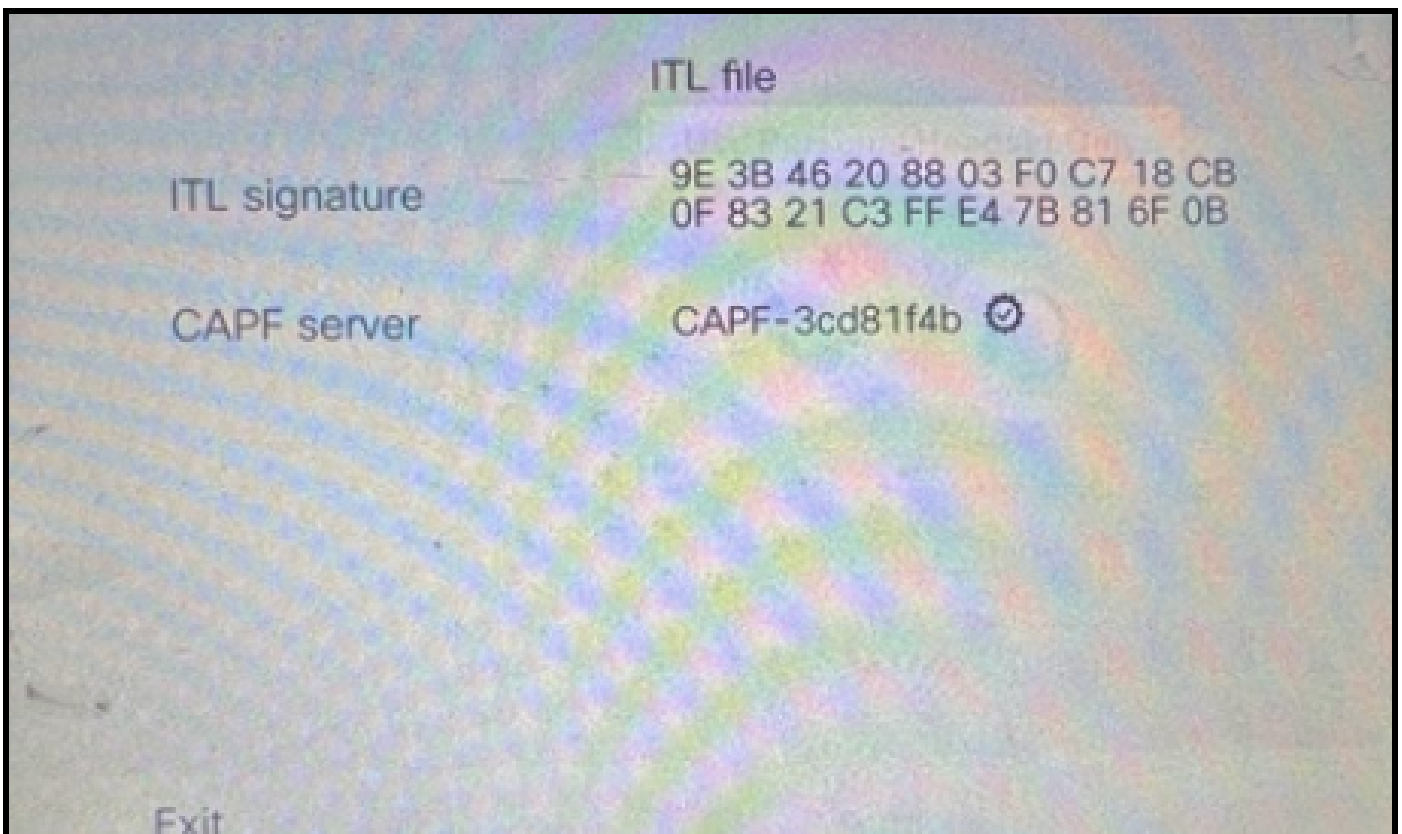 ITL file
ITL signature
9E 3B 46 20 88 03 F0 C7 18 CB
0F 83 21 C3 FF E4 7B 81 6F 0B
CAPF server
CAPF-3cd81f4b
Exit